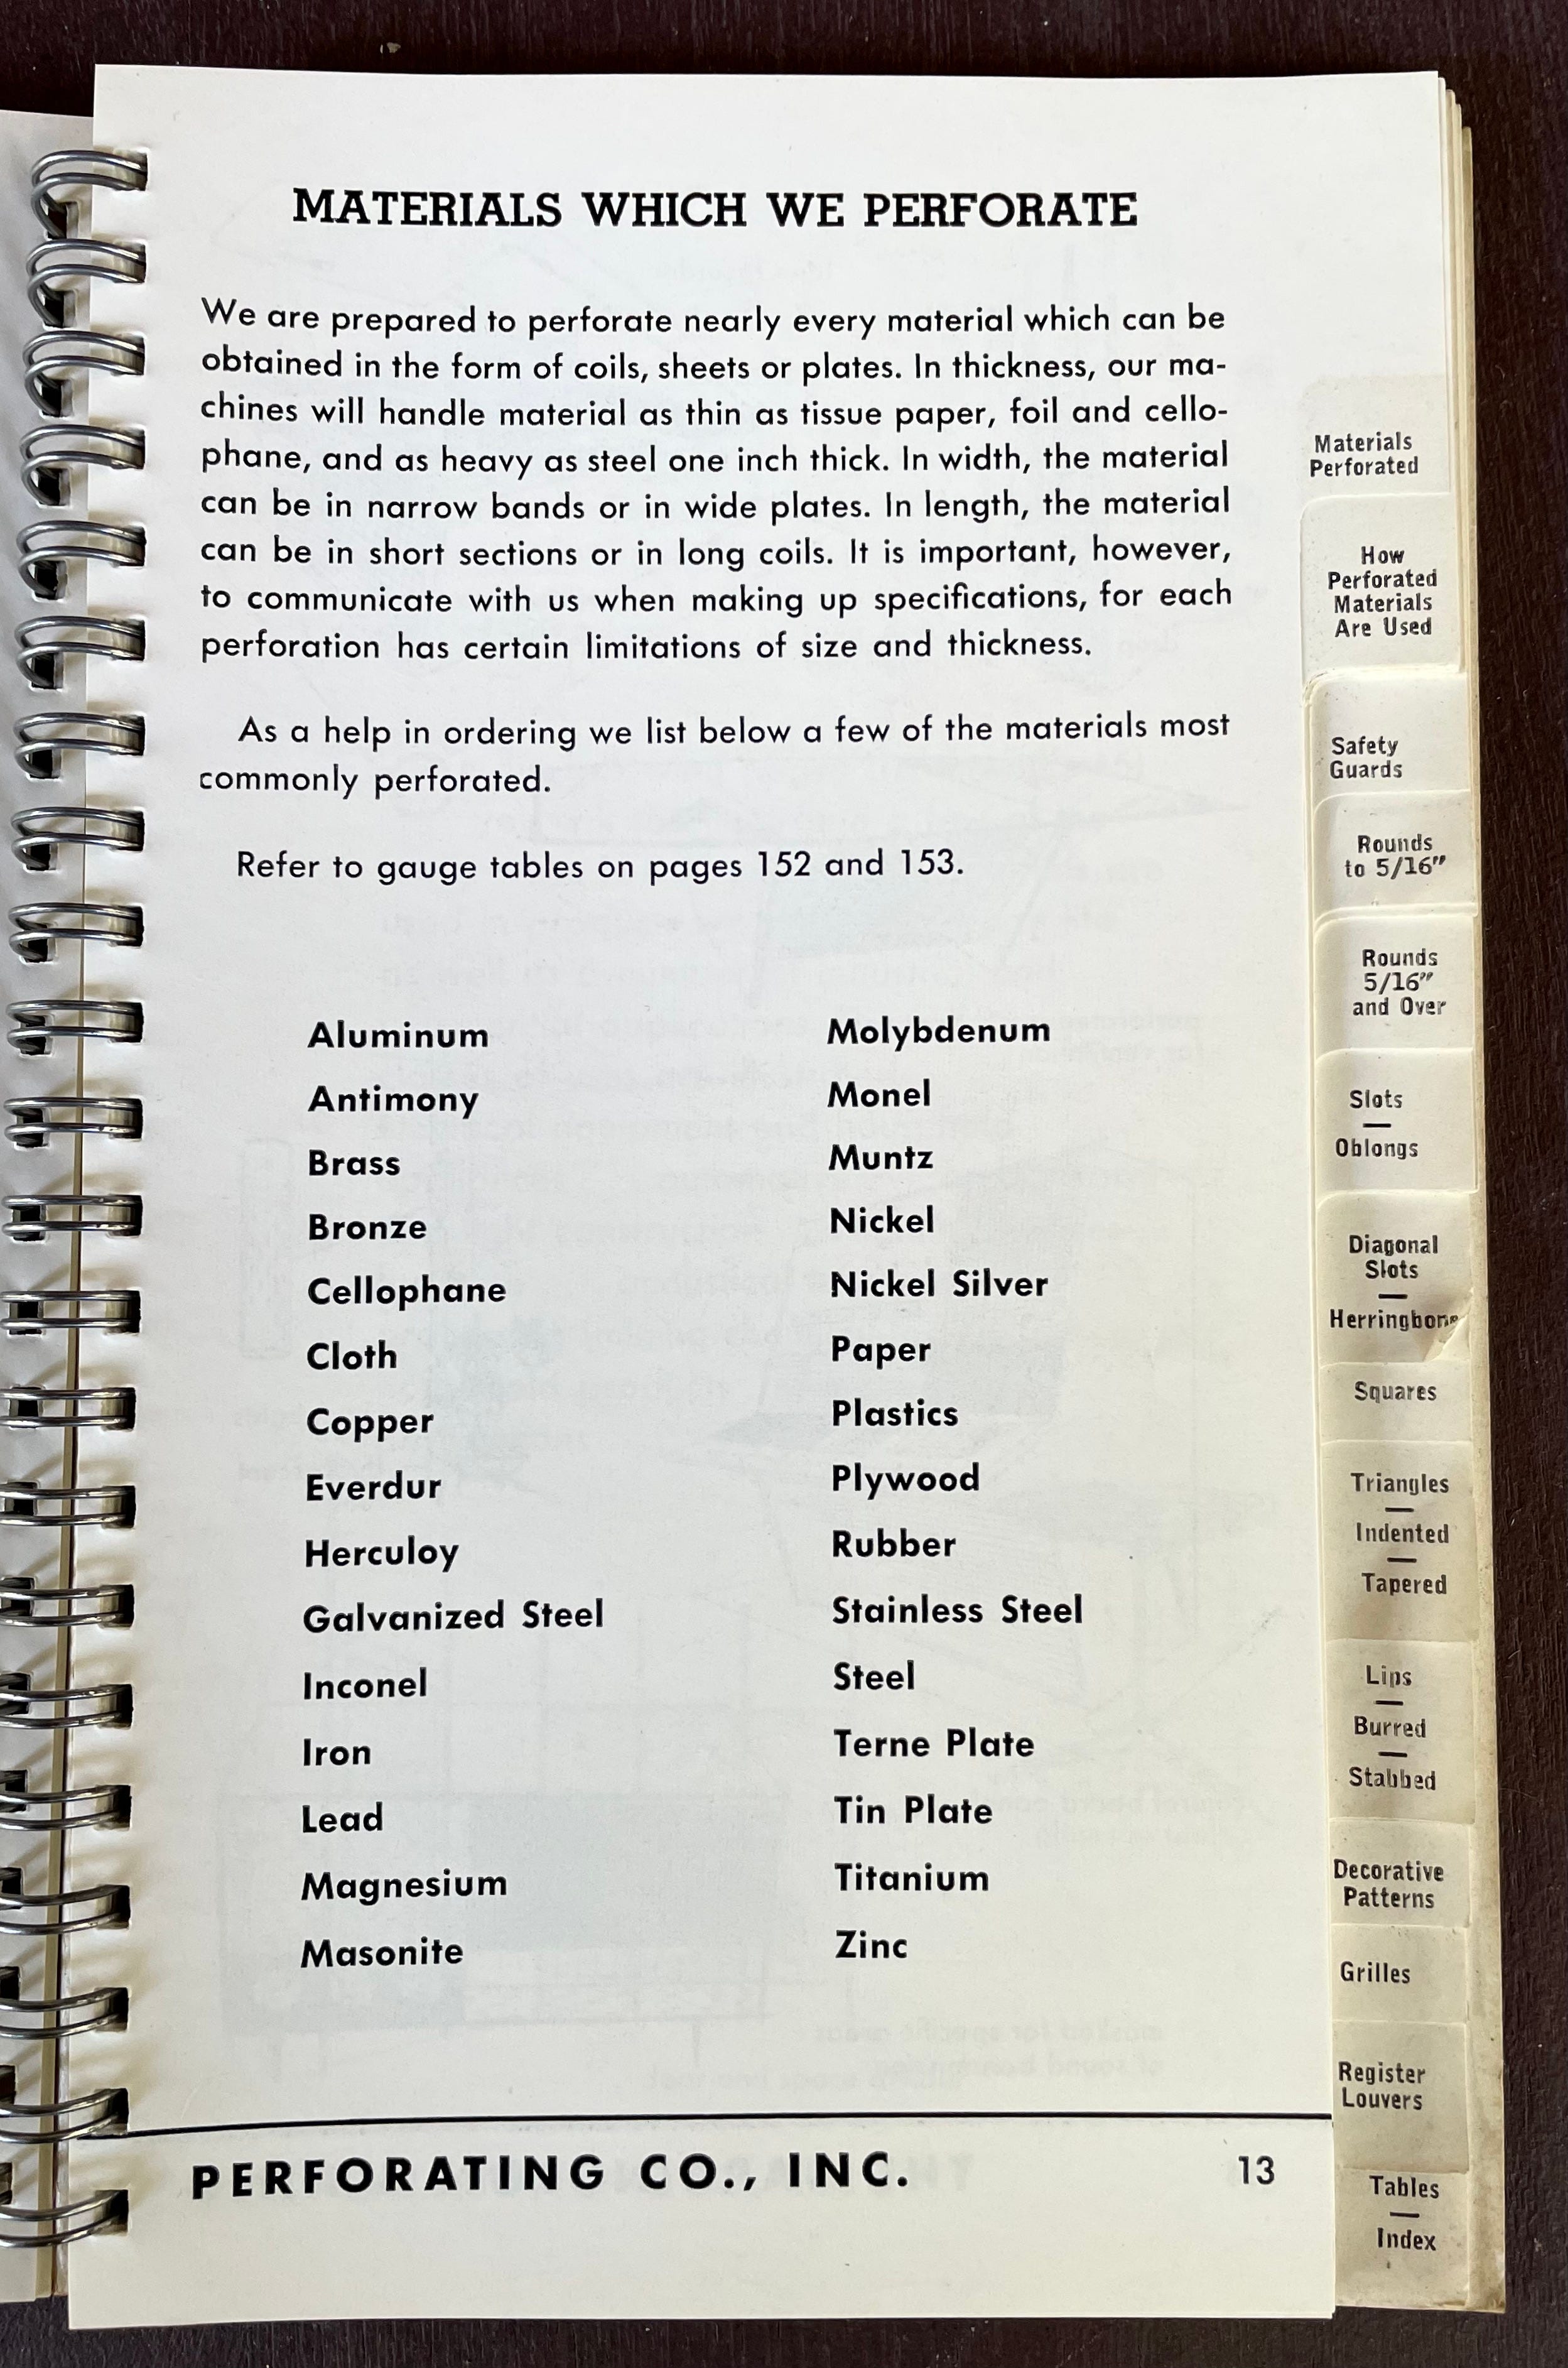 MATERIALS WHICH WE PERFORATE
We are prepared to perforate nearly every material which can be
obtained in the form of coils, sheets or plates. In thickness, our ma-
chines will handle material as thin as tissue paper, foil and cello-
phane, and as heavy as steel one inch thick. In width, the material
can be in narrow bands or in wide plates. In length, the material
can be in short sections or in long coils. It is important, however,
to communicate with us when making up specifications, for each
perforation has certain limitations of size and thickness.
As a help in ordering we list below a few of the materials most
commonly perforated.
Refer to gauge tables on pages 152 and 153.
Aluminum
Antimony
Brass
Bronze
Cellophane
Cloth
Copper
Everdur
Herculoy
Galvanized Steel
Inconel
Iron
Lead
Magnesium
Masonite
Molybdenum
Monel
Muntz
Nickel
Nickel Silver
Paper
Plastics
Plywood
Rubber
Stainless Steel
Steel
Terne Plate
Tin Plate
Titanium
Zinc
PERFORATING CO., INC.
13
Materials
Perforated
How
Perforated
Materials
Are Used
Safety
Guards
Rounds
to 5/16"
Rounds
5/16"
and Over
Slots
—
Oblongs
Diagonal
Slots
—
Herringbone
Squares
Triangles
—
Indented
—
Tapered
Lips
—
Burred
—
Stabbed
Decorative
Patterns
Grilles
Register
Louvers
Tables
—
Index